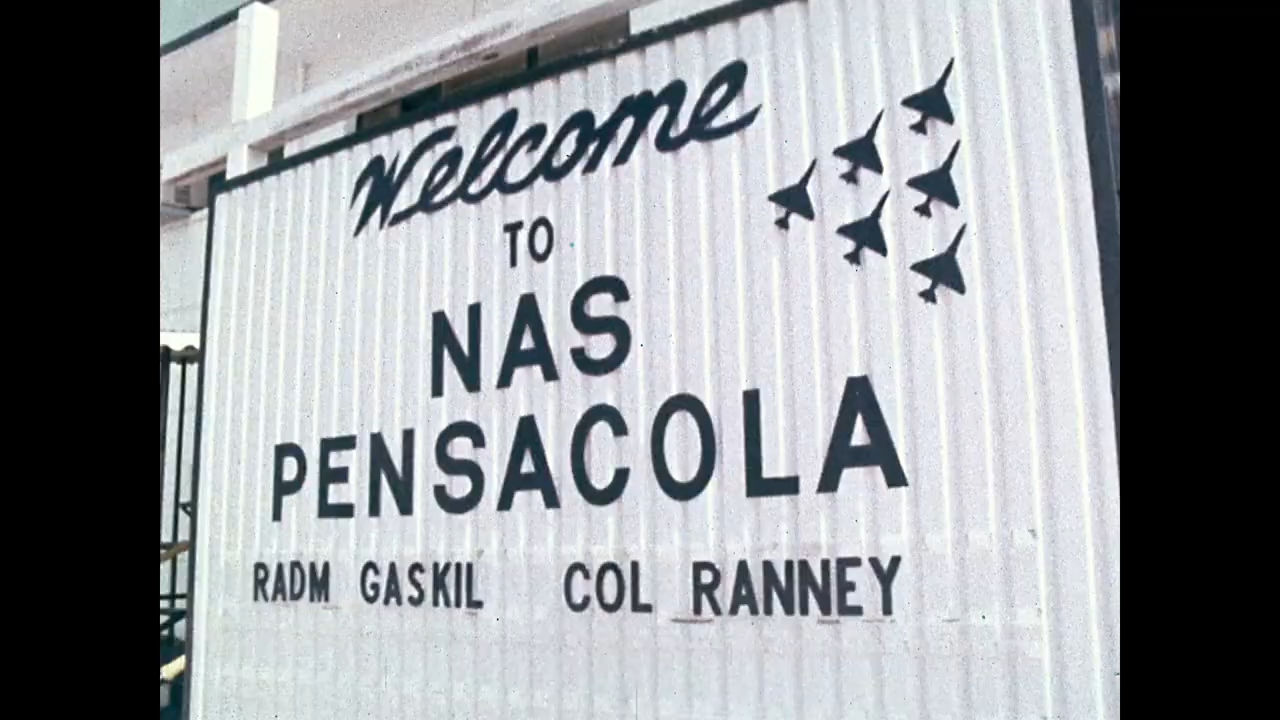 Welcome
TO
NAS
PENSACOLA
RADM GASKIL COL RANNEY